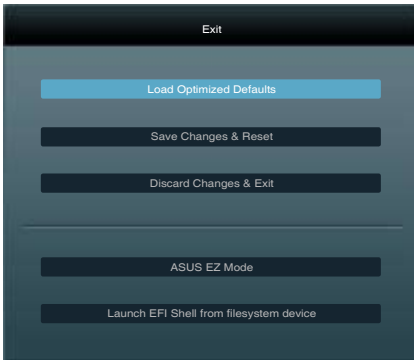 Exit
Load Optimized Defaults
Save Changes & Reset
Discard Changes & Exit
ASUS EZ Mode
Launch EFI Shell from filesystem device